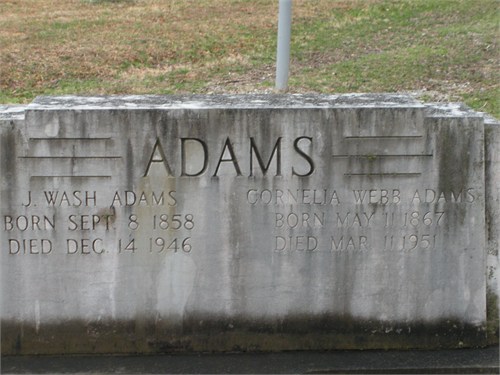 ADAMS
J. WASH ADAMS
BORN SEPT 8 1858
DIED DEC 14 1946
CORNELIA WEBB ADAMS
BORN MAY 11 1867
DIED MAR 11 1951